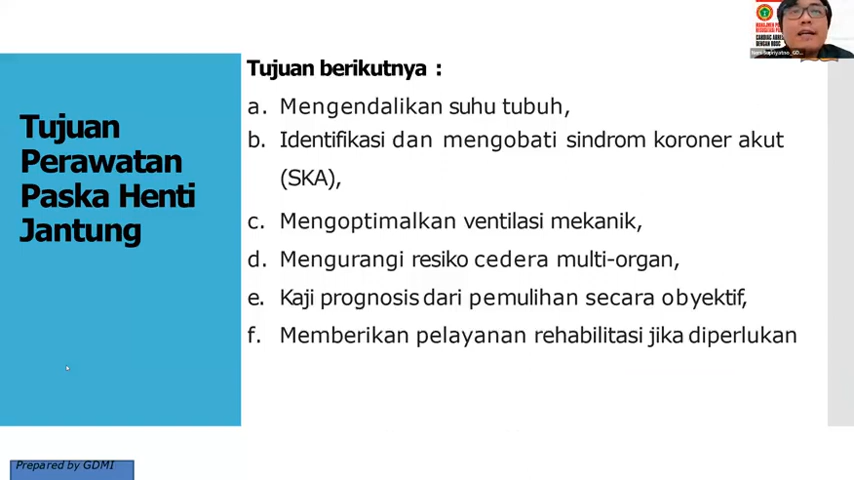 Tujuan
Perawatan
Paska Henti
Jantung
Tujuan berikutnya :
a. Mengendalikan suhu tubuh,
b. Identifikasi dan mengobati sindrom koroner akut
(SKA),
c. Mengoptimalkan ventilasi mekanik,
d. Mengurangi resiko cedera multi-organ,
e. Kaji prognosis dari pemulihan secara obyektif,
f. Memberikan pelayanan rehabilitasi jika diperlukan
Prepared by GDMI